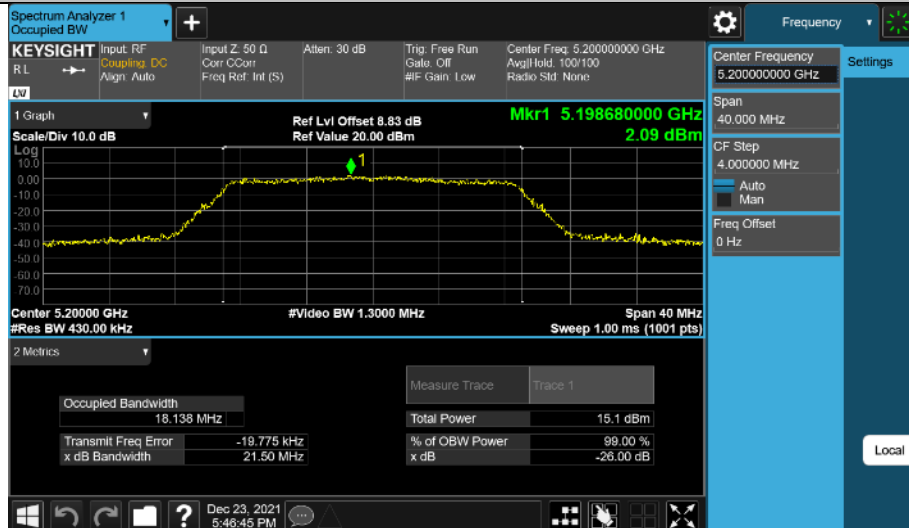 Spectrum Analyzer 1
Occupied BW
Frequency
KEYSIGHT
R L
LXI
Input: RF
Coupling: DC
Align: Auto
Input Z: 50 Ω
Corr CCorr
Freq Ref: Int (S)
Atten: 30 dB
Trig: Free Run
Gate: Off
#IF Gain: Low
Center Freq: 5.200000000 GHz
Avg|Hold: 100/100
Radio Std: None
Center Frequency
5.200000000 GHz
Settings
Span
40.000 MHz
CF Step
4.000000 MHz
Auto
Man
Freq Offset
0 Hz
Local
1 Graph
Scale/Div 10.0 dB
Ref Lvl Offset 8.83 dB
Ref Value 20.00 dBm
Mkr1 5.198680000 GHz
2.09 dBm
Log
10.0
0.00
-10.0
-20.0
-30.0
-40.0
-50.0
-60.0
70.0
1
Center 5.20000 GHz
#Res BW 430.00 kHz
#Video BW 1.3000 MHz
Span 40 MHz
Sweep 1.00 ms (1001 pts)
2 Metrics
Measure Trace
Trace 1
Occupied Bandwidth
18.138 MHz
Total Power
15.1 dBm
Transmit Freq Error
-19.775 kHz
% of OBW Power
99.00 %
x dB Bandwidth
21.50 MHz
x dB
-26.00 dB
?
Dec 23, 2021
5:46:45 PM